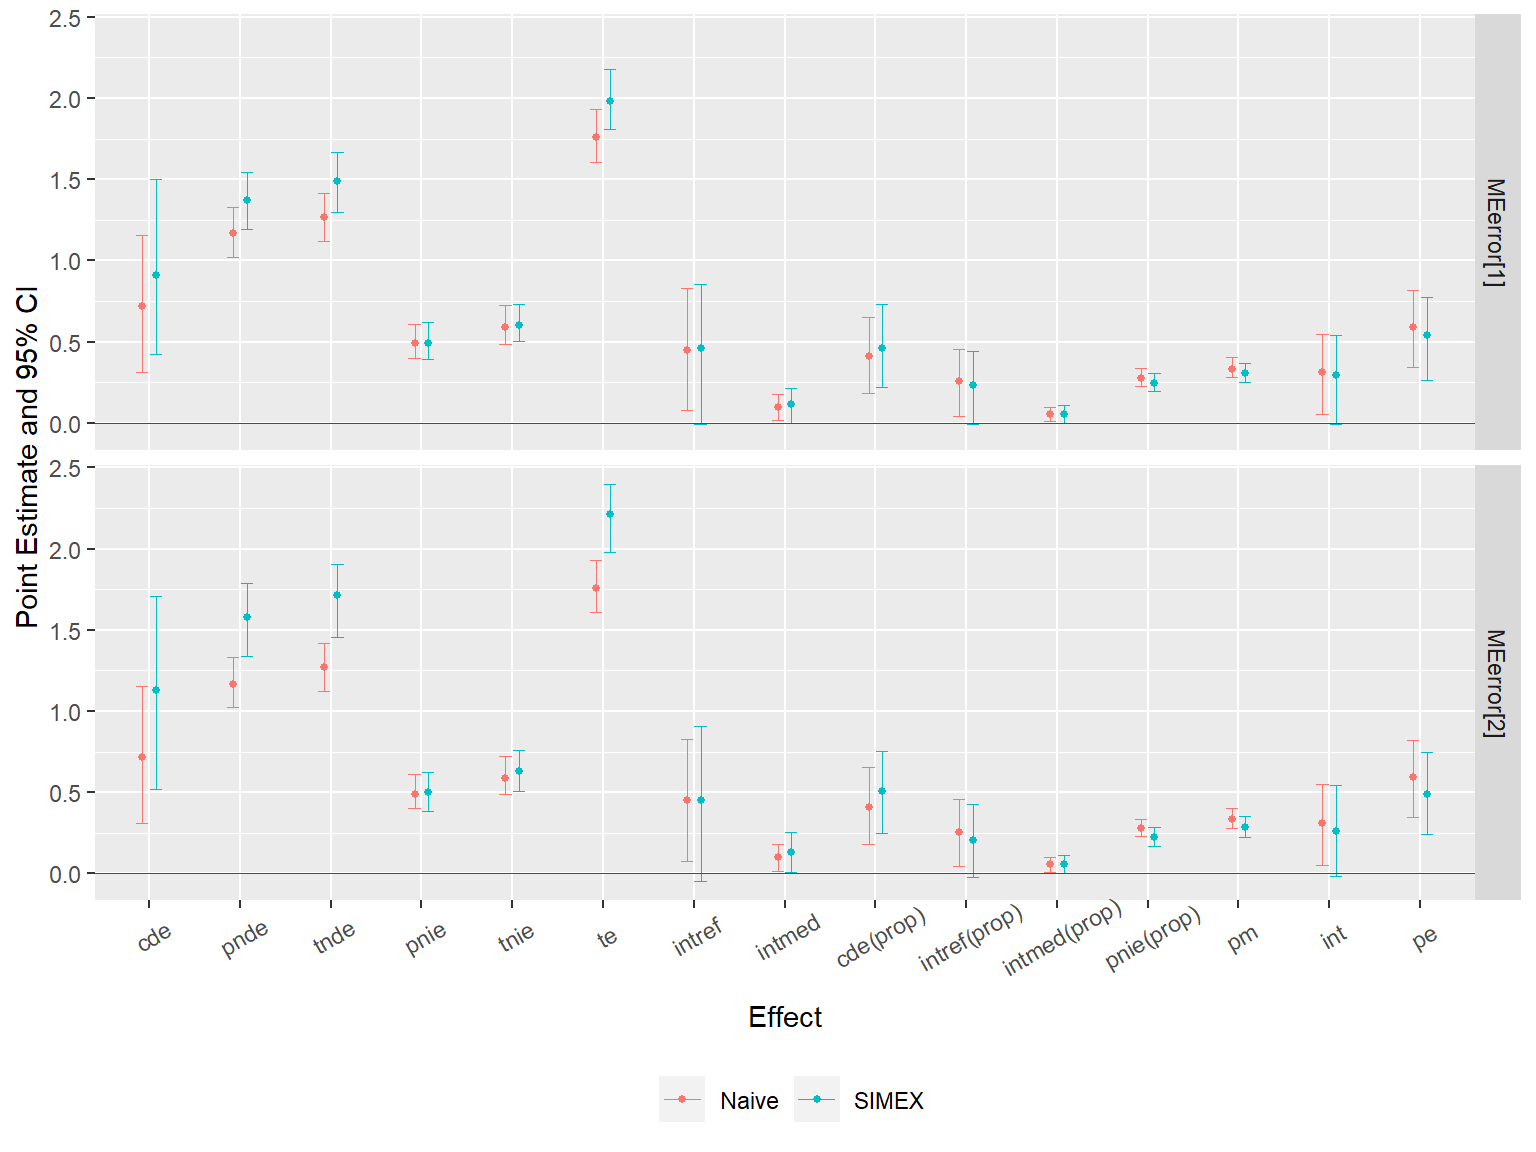 Point Estimate and 95% CI
2.5
2.0
1.5
1.0
0.5
0.0
MEerror[1]
2.5
2.0
1.5
1.0
0.5
0.0
MEerror[2]
cde
pnde
tnde
pnie
tnie
te
intref
intmed
cde(prop)
intref(prop)
intmed(prop)
pnie(prop)
pm
int
pe
Effect
Naive
SIMEX